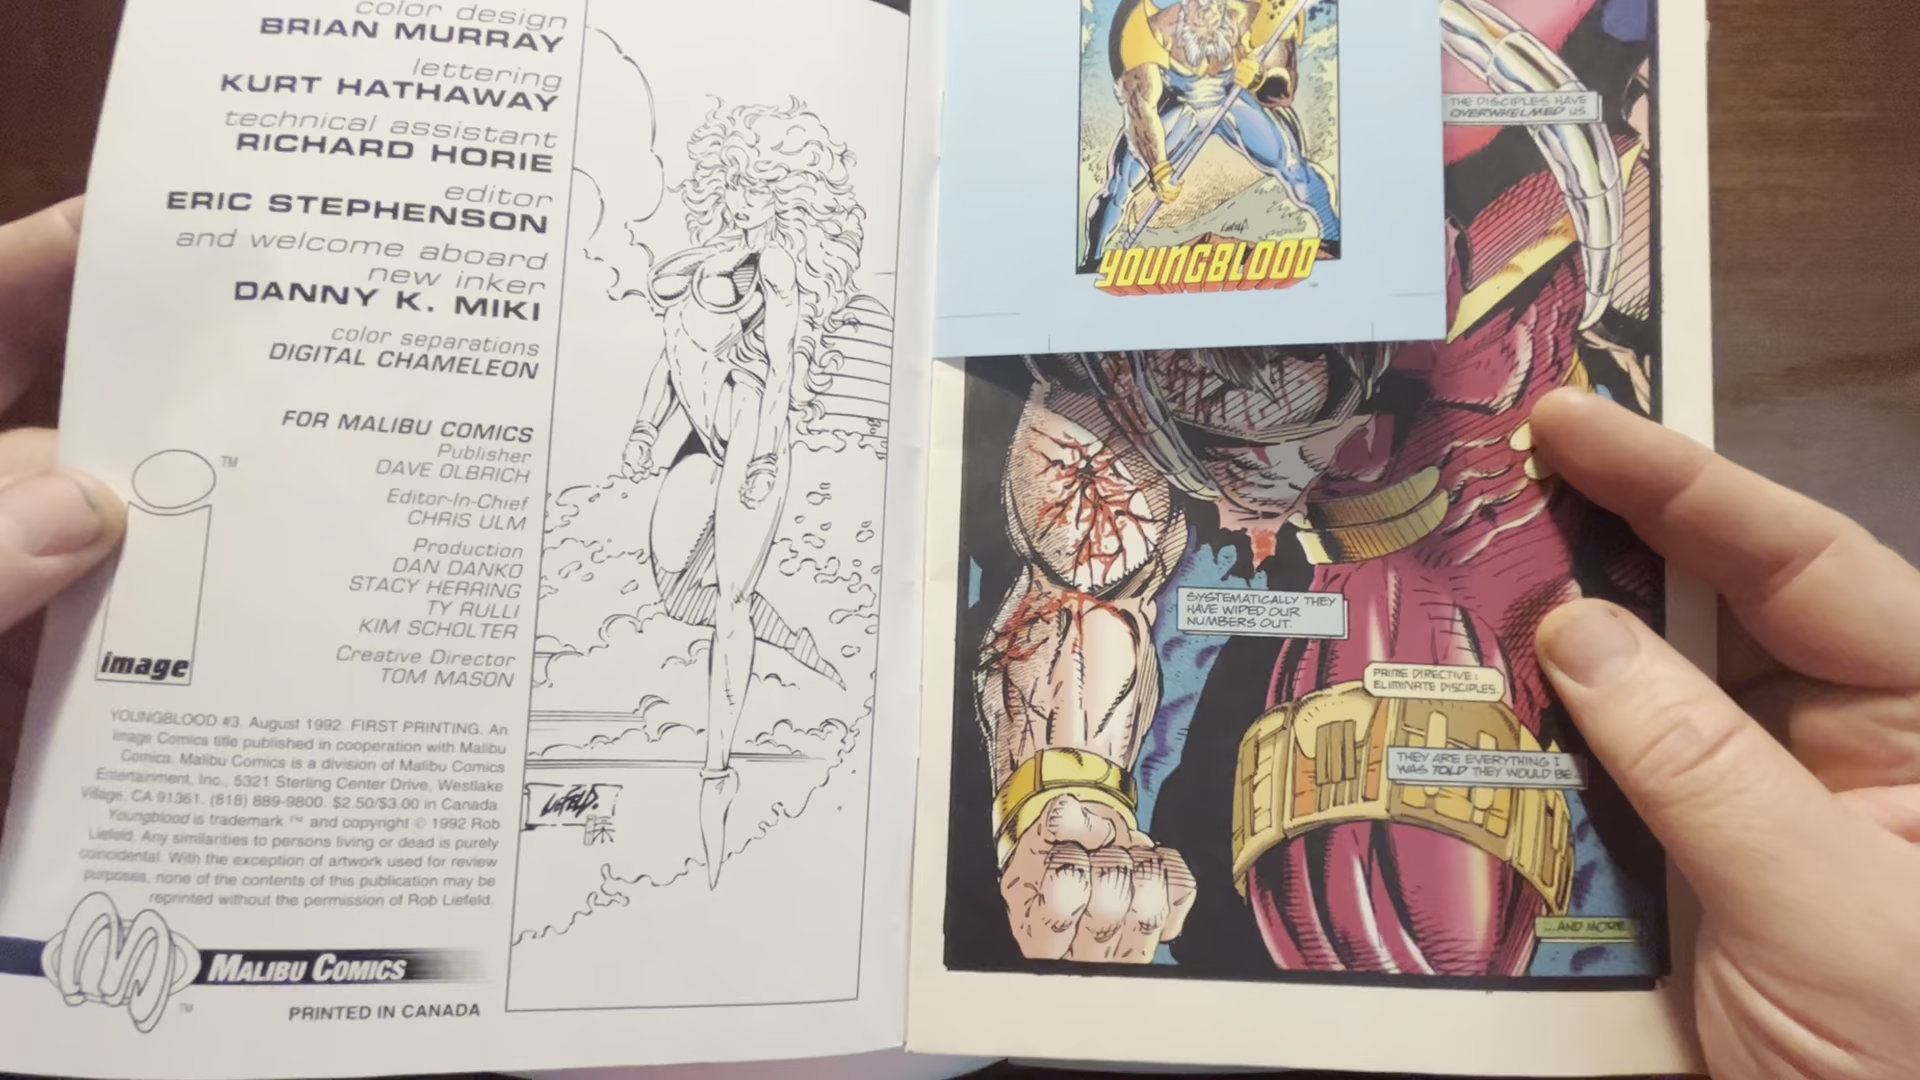 color design
BRIAN MURRAY
lettering
KURT HATHAWAY
technical assistant
RICHARD HORIE
editor
ERIC STEPHENSON
and welcome aboard
new inker
DANNY K. MIKI
color separations
DIGITAL CHAMELEON
FOR MALIBU COMICS
Publisher
DAVE OLBRICH
Editor-In-Chief
CHRIS ULM
Production
DAN DANKO
STACY HERRING
TY RULLI
KIM SCHOLTER
Creative Director
TOM MASON
TM
image
YOUNGBLOOD #3. August 1992. FIRST PRINTING. An
Image Comics title published in cooperation with Malibu
Comics. Malibu Comics is a division of Malibu Comics
Entertainment, Inc., 5321 Sterling Center Drive, Westlake
Village, CA 91361. (818) 889-9800. $2.50/$3.00 in Canada.
Youngblood is trademark ™ and copyright © 1992 Rob
Liefeld. Any similarities to persons living or dead is purely
coincidental. With the exception of artwork used for review
purposes, none of the contents of this publication may be
reprinted without the permission of Rob Liefeld.
MALIBU COMICS
TM
PRINTED IN CANADA
LIEFELD.
LIEFELD
YOUNGBLOOD
THE DISCIPLES HAVE
OVERWHELMED US.
SYSTEMATICALLY THEY
HAVE WIPED OUR
NUMBERS OUT.
PRIME DIRECTIVE:
ELIMINATE DISCIPLES.
THEY ARE EVERYTHING I
WAS TOLD THEY WOULD BE...
...AND MORE.